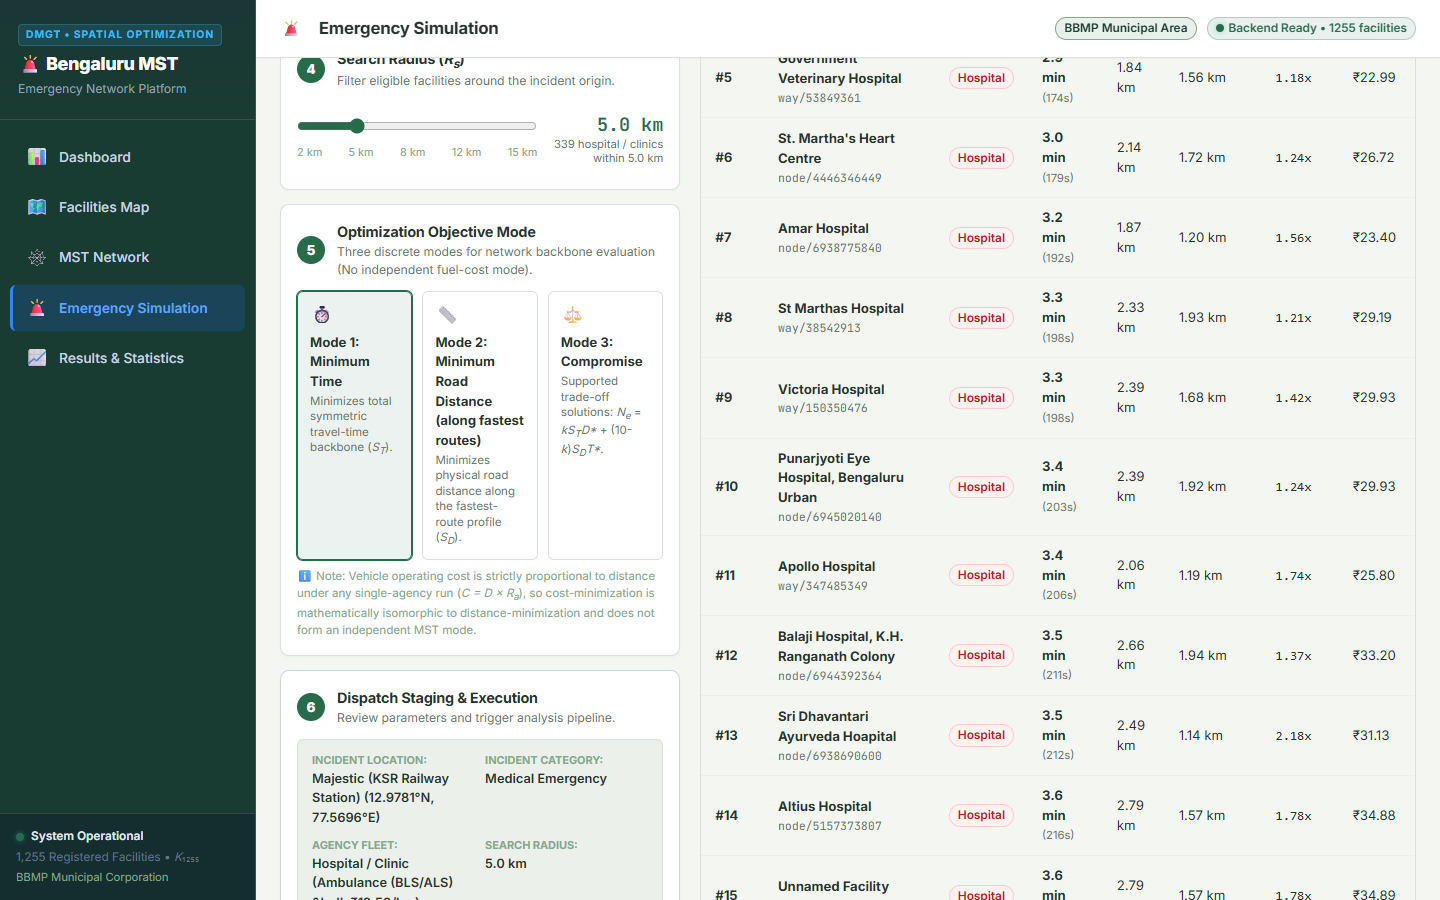 DMGT • SPATIAL OPTIMIZATION
Bengaluru MST
Emergency Network Platform
Dashboard
Facilities Map
MST Network
Emergency Simulation
Results & Statistics
System Operational
1,255 Registered Facilities • K₁₂₅₅
BBMP Municipal Corporation
Emergency Simulation
BBMP Municipal Area
Backend Ready • 1255 facilities
4
Search Radius (Rs)
Filter eligible facilities around the incident origin.
5.0 km
339 hospital / clinics
within 5.0 km
2 km 5 km 8 km 12 km 15 km
5
Optimization Objective Mode
Three discrete modes for network backbone evaluation
(No independent fuel-cost mode).
Mode 1:
Minimum
Time
Minimizes total
symmetric
travel-time
backbone (ST).
Mode 2:
Minimum
Road
Distance
(along fastest
routes)
Minimizes
physical road
distance along
the fastest-
route profile
(SD).
Mode 3:
Compromise
Supported
trade-off
solutions: Ne =
kSTD* + (10-
k)SDT*.
Note: Vehicle operating cost is strictly proportional to distance
under any single-agency run (C = D × Ra), so cost-minimization is
mathematically isomorphic to distance-minimization and does not
form an independent MST mode.
6
Dispatch Staging & Execution
Review parameters and trigger analysis pipeline.
INCIDENT LOCATION:
Majestic (KSR Railway
Station) (12.9781°N,
77.5696°E)
INCIDENT CATEGORY:
Medical Emergency
AGENCY FLEET:
Hospital / Clinic
(Ambulance (BLS/ALS)
SEARCH RADIUS:
5.0 km
#5
Government
Veterinary Hospital
way/53849361
Hospital
2.9
min
(174s)
1.84
km
1.56 km
1.18x
₹22.99
#6
St. Martha's Heart
Centre
node/4446346449
Hospital
3.0
min
(179s)
2.14
km
1.72 km
1.24x
₹26.72
#7
Amar Hospital
node/6938775840
Hospital
3.2
min
(192s)
1.87
km
1.20 km
1.56x
₹23.40
#8
St Marthas Hospital
way/38542913
Hospital
3.3
min
(198s)
2.33
km
1.93 km
1.21x
₹29.19
#9
Victoria Hospital
way/150350476
Hospital
3.3
min
(198s)
2.39
km
1.68 km
1.42x
₹29.93
#10
Punarjyoti Eye
Hospital, Bengaluru
Urban
node/6945020140
Hospital
3.4
min
(203s)
2.39
km
1.92 km
1.24x
₹29.93
#11
Apollo Hospital
way/347485349
Hospital
3.4
min
(206s)
2.06
km
1.19 km
1.74x
₹25.80
#12
Balaji Hospital, K.H.
Ranganath Colony
node/6944392364
Hospital
3.5
min
(211s)
2.66
km
1.94 km
1.37x
₹33.20
#13
Sri Dhavantari
Ayurveda Hoapital
node/6938690600
Hospital
3.5
min
(212s)
2.49
km
1.14 km
2.18x
₹31.13
#14
Altius Hospital
node/5157373807
Hospital
3.6
min
(216s)
2.79
km
1.57 km
1.78x
₹34.88
#15
Unnamed Facility
Hospital
3.6
min
2.79
km
1.57 km
1.78x
₹34.89